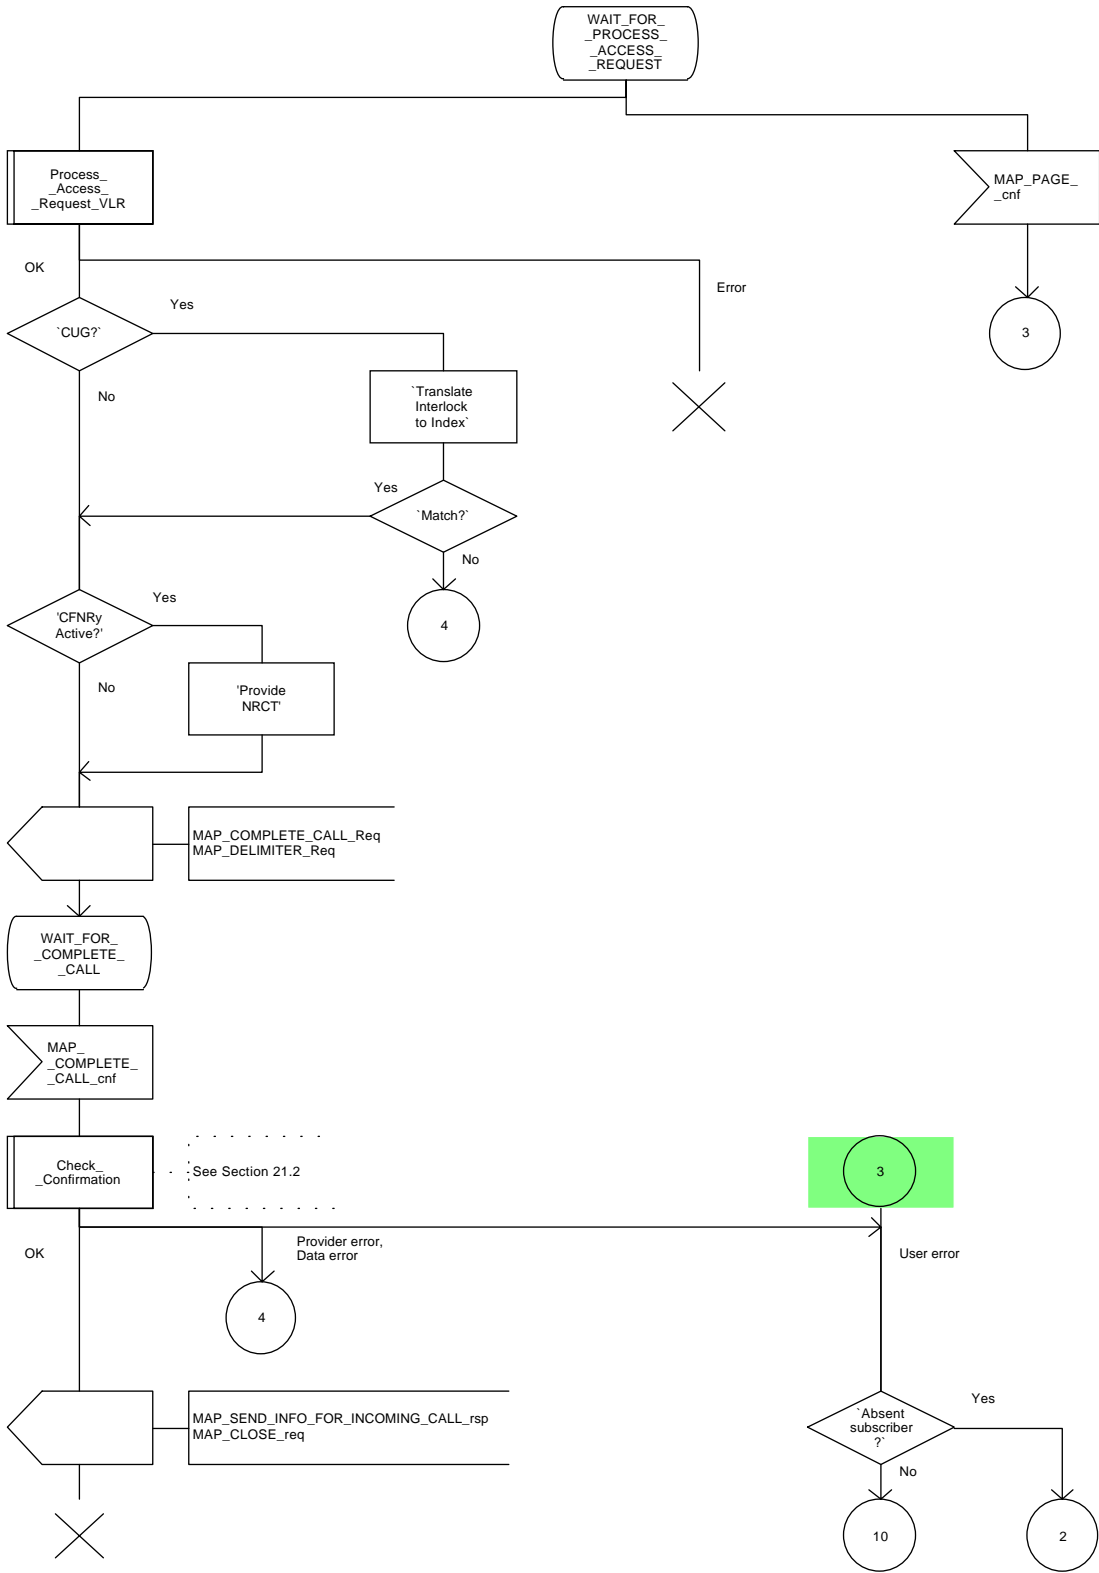 WAIT_FOR_
_PROCESS_
_ACCESS_
_REQUEST
Process_
_Access_
_Request_VLR
MAP_PAGE_
_cnf
OK
Error
Yes
`CUG?`
3
No
`Translate
Interlock
to Index`
Yes
`Match?`
No
'CFNRy
Active?'
Yes
4
No
'Provide
NRCT'
MAP_COMPLETE_CALL_Req
MAP_DELIMITER_Req
WAIT_FOR_
_COMPLETE_
_CALL
MAP_
_COMPLETE_
_CALL_cnf
Check_
_Confirmation
See Section 21.2
3
OK
Provider error,
Data error
User error
4
MAP_SEND_INFO_FOR_INCOMING_CALL_rsp
MAP_CLOSE_req
`Absent
subscriber
?`
Yes
No
10
2